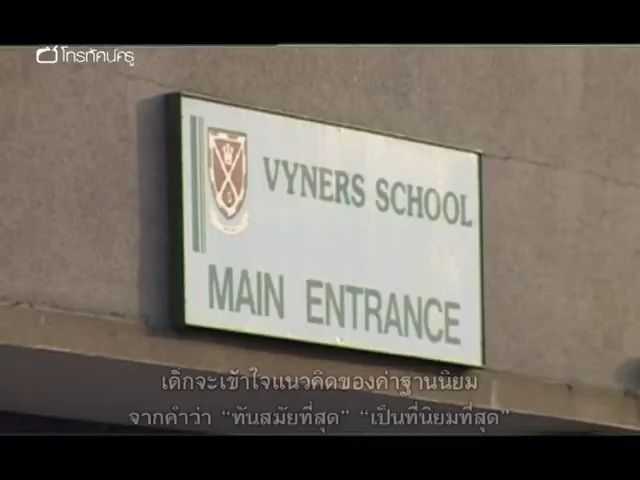 โทรทัศน์ครู
VYNERS SCHOOL
MAIN ENTRANCE
เด็กจะเข้าใจแนวคิดของค่าฐานนิยม
จากคำว่า “ทันสมัยที่สุด” “เป็นที่นิยมที่สุด”